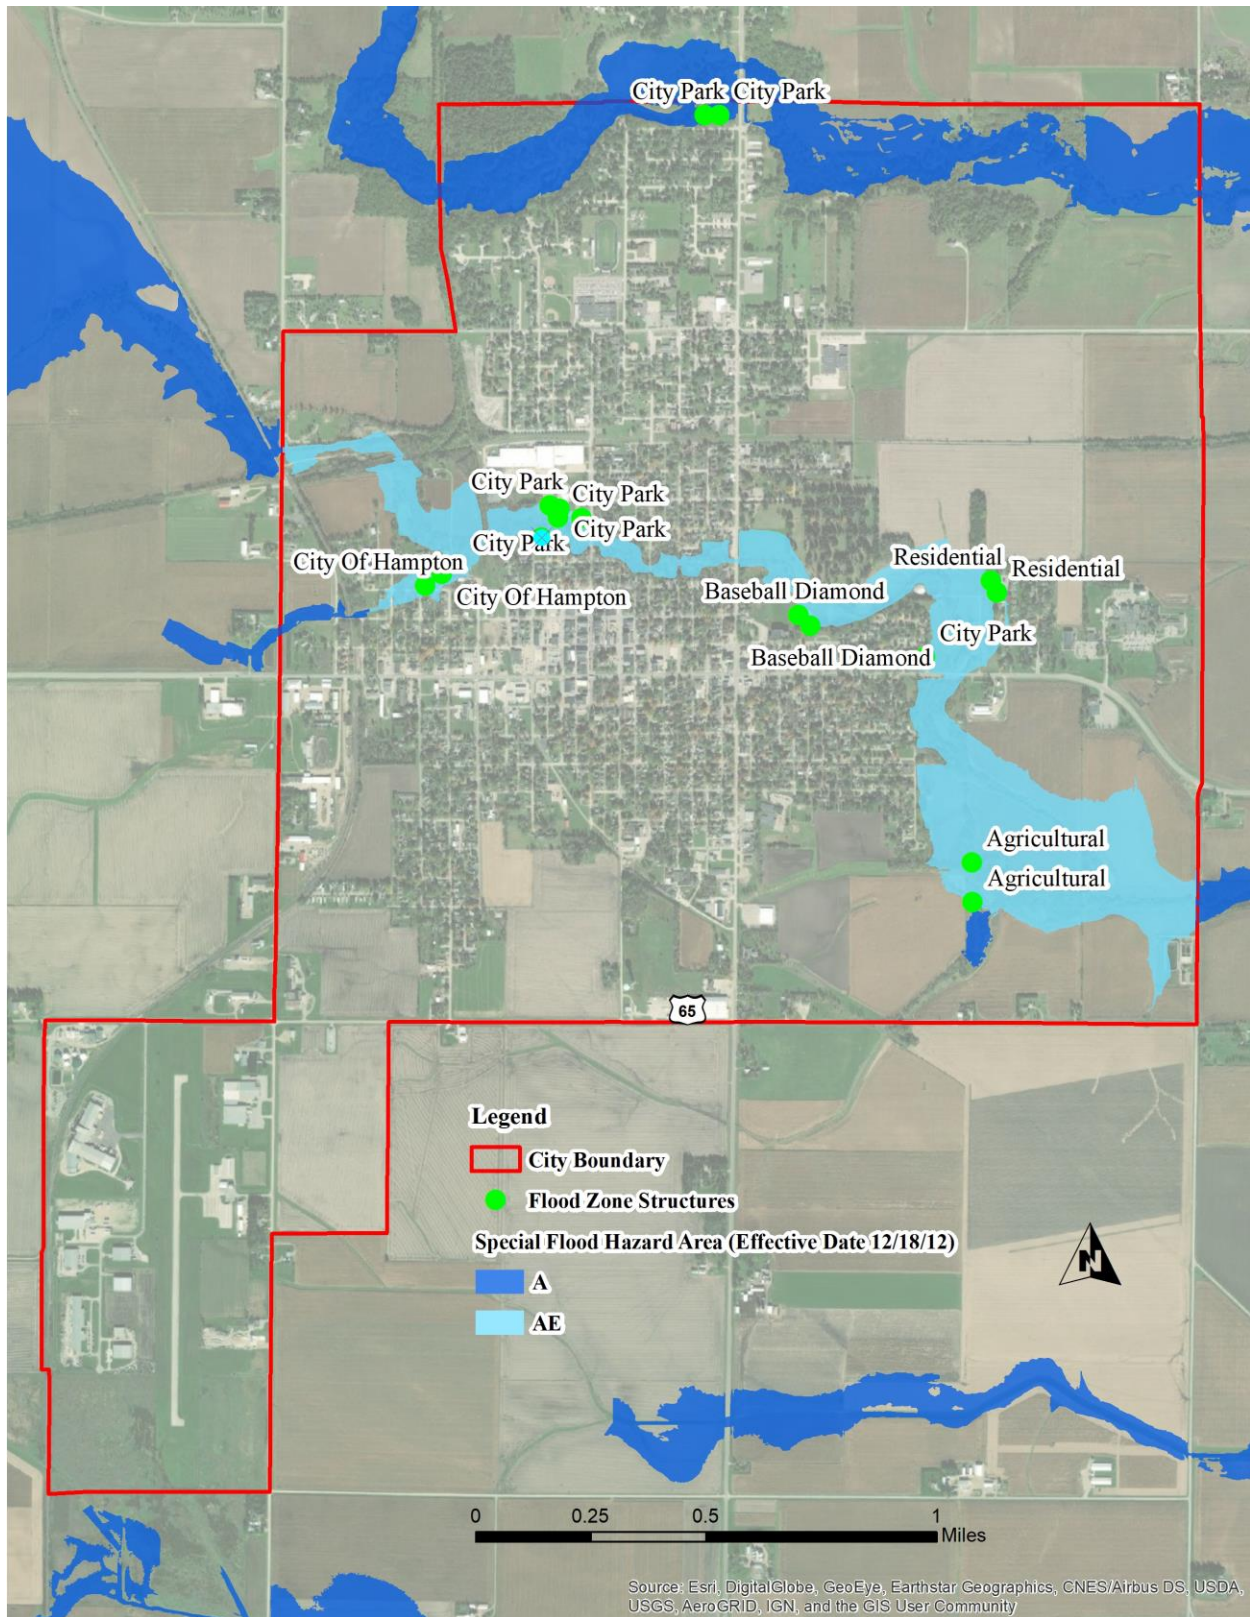 City Park City Park
City Park
City Park
City Park
City Park
City Of Hampton
City Of Hampton
Residential
Residential
Baseball Diamond
City Park
Baseball Diamond
Agricultural
Agricultural
65
Legend
City Boundary
Flood Zone Structures
Special Flood Hazard Area (Effective Date 12/18/12)
A
AE
N
0 0.25 0.5 1
Miles
Source: Esri, DigitalGlobe, GeoEye, Earthstar Geographics, CNES/Airbus DS, USDA,
USGS, AeroGRID, IGN, and the GIS User Community